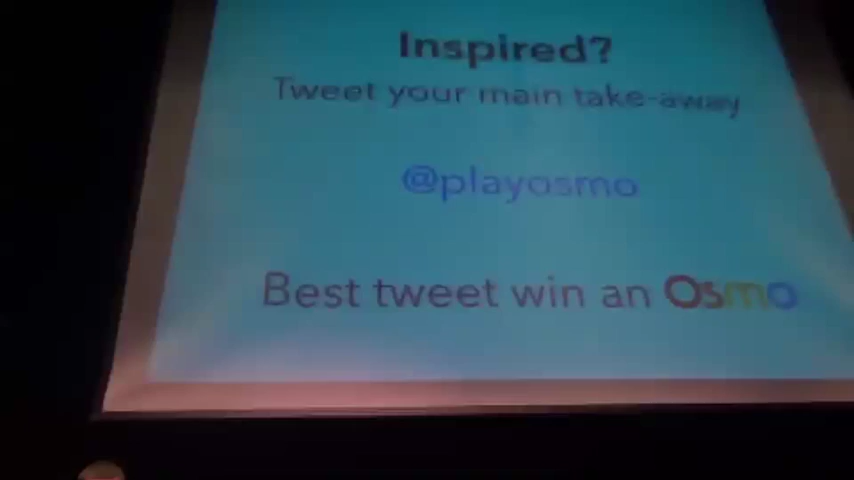 Inspired?
Tweet your main take-away
@playosmo
Best tweet win an Osmo